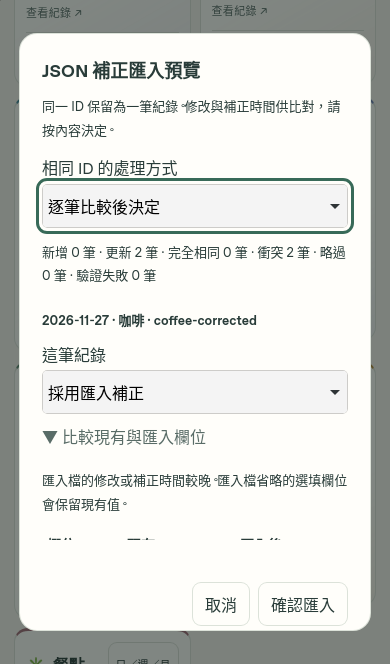 查看紀錄 ↗ 查看紀錄 ↗
JSON 補正匯入預覽
同一 ID 保留為一筆紀錄。修改與補正時間供比對，請
按內容決定。
相同 ID 的處理方式
逐筆比較後決定
新增 0 筆 · 更新 2 筆 · 完全相同 0 筆 · 衝突 2 筆 · 略過
0 筆 · 驗證失敗 0 筆
2026-11-27 · 咖啡 · coffee-corrected
這筆紀錄
採用匯入補正
▼ 比較現有與匯入欄位
匯入檔的修改或補正時間較晚。匯入檔省略的選填欄位
會保留現有值。
取消 確認匯入
餐點